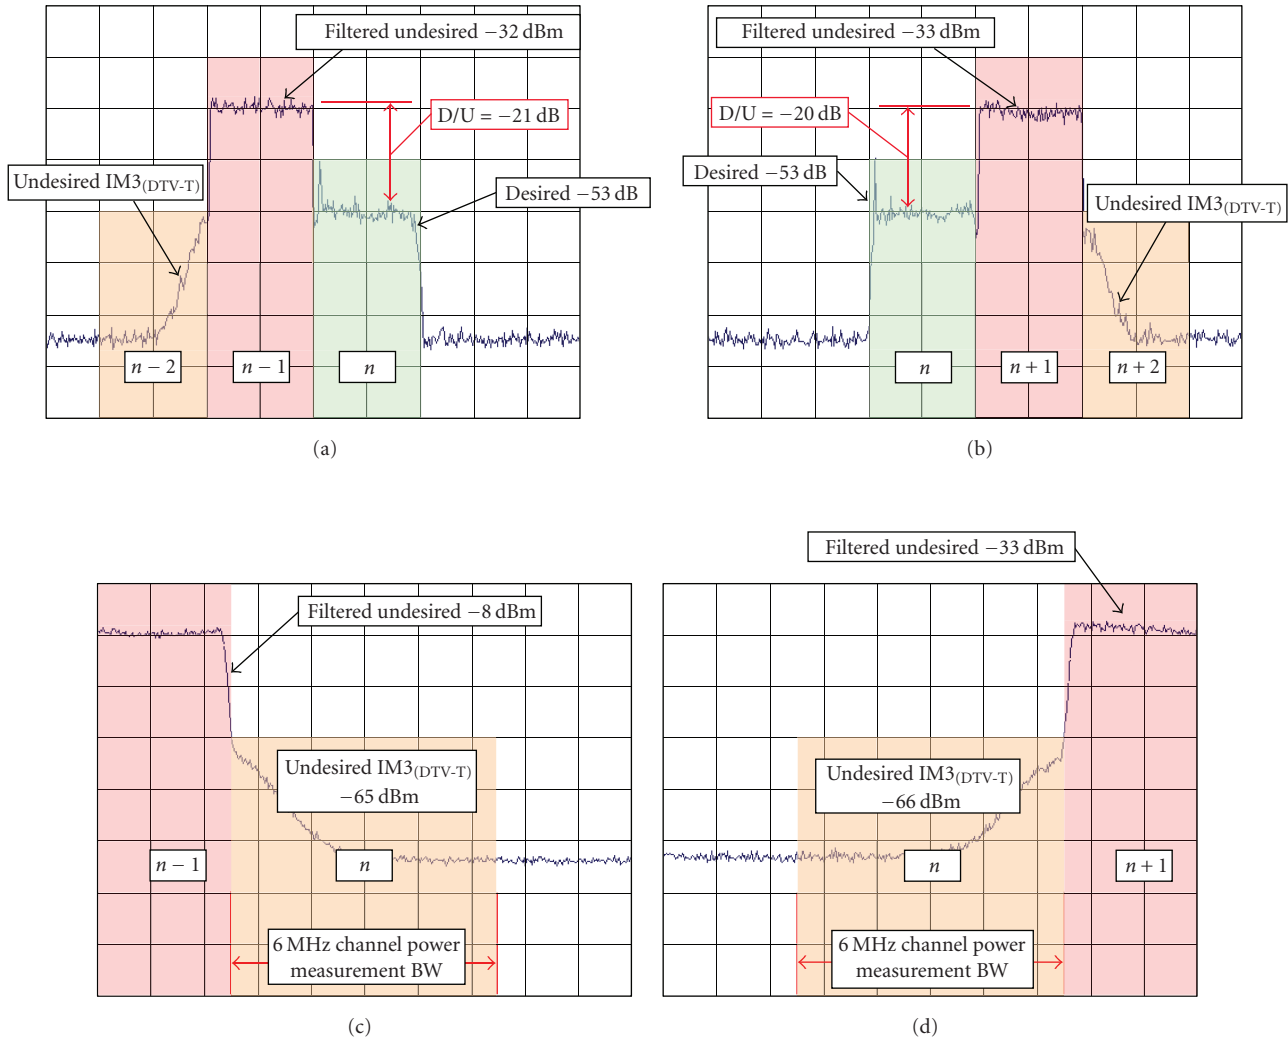 Filtered undesired −32 dBm
D/U = −21 dB
Undesired IM3(DTV-T)
Desired −53 dB
n − 2
n − 1
n
(a)
Filtered undesired −33 dBm
D/U = −20 dB
Desired −53 dB
Undesired IM3(DTV-T)
n
n + 1
n + 2
(b)
Filtered undesired −8 dBm
Undesired IM3(DTV-T)
−65 dBm
n − 1
n
6 MHz channel power
measurement BW
(c)
Filtered undesired −33 dBm
Undesired IM3(DTV-T)
−66 dBm
n
n + 1
6 MHz channel power
measurement BW
(d)